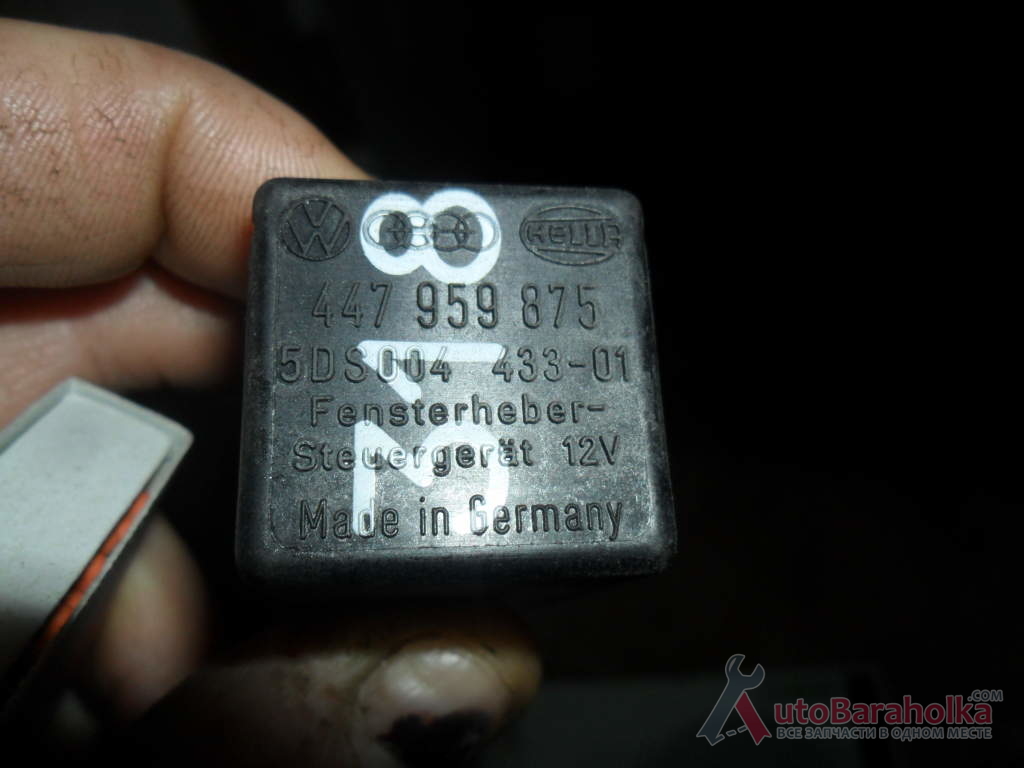 HELLA
447 959 875
5DS004 433-01
Fensterheber-
Steuergerät 12V
Made in Germany
213
AutoBaraholka.com
ВСЕ ЗАПЧАСТИ В ОДНОМ МЕСТЕ